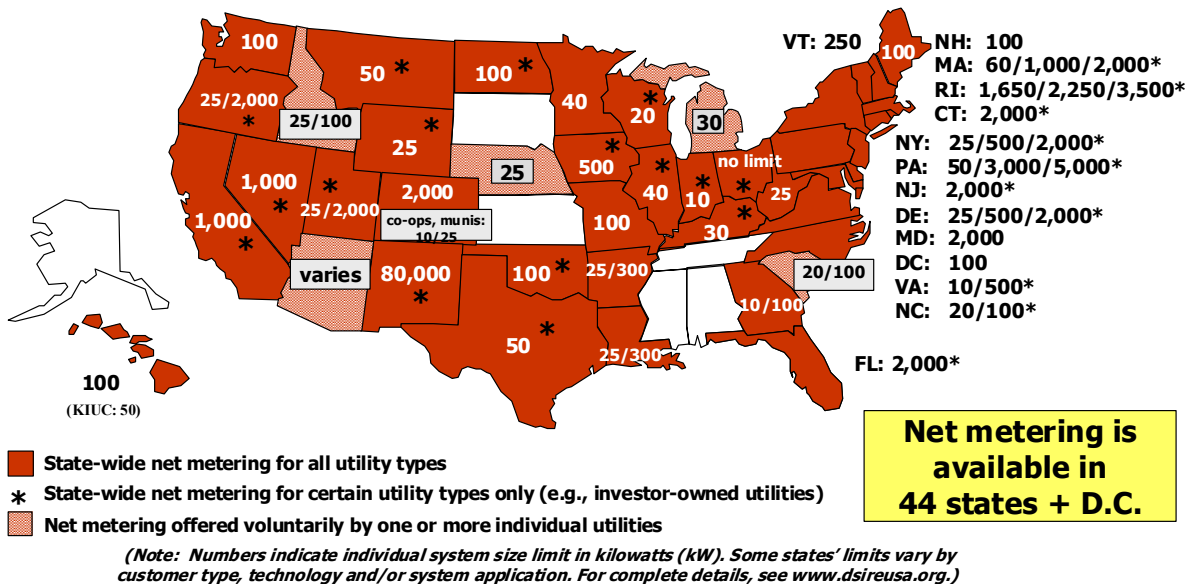 VT: 250
NH: 100
MA: 60/1,000/2,000*
RI: 1,650/2,250/3,500*
CT: 2,000*
NY: 25/500/2,000*
PA: 50/3,000/5,000*
NJ: 2,000*
DE: 25/500/2,000*
MD: 2,000
DC: 100
VA: 10/500*
NC: 20/100*
FL: 2,000*
100
50 *
100 *
40
20
*
100
25/2,000
*
25/100
25
*
25
500
*
30
no limit
*
40
*
10
*
25
1,000
*
1,000
*
25/2,000
*
2,000
co-ops, munis:
10/25
100
30
*
varies
80,000
*
100 *
25/300
20/100
10/100
50
*
25/300
100
(KIUC: 50)
State-wide net metering for all utility types
* State-wide net metering for certain utility types only (e.g., investor-owned utilities)
Net metering offered voluntarily by one or more individual utilities
Net metering is
available in
44 states + D.C.
(Note: Numbers indicate individual system size limit in kilowatts (kW). Some states' limits vary by
customer type, technology and/or system application. For complete details, see www.dsireusa.org.)